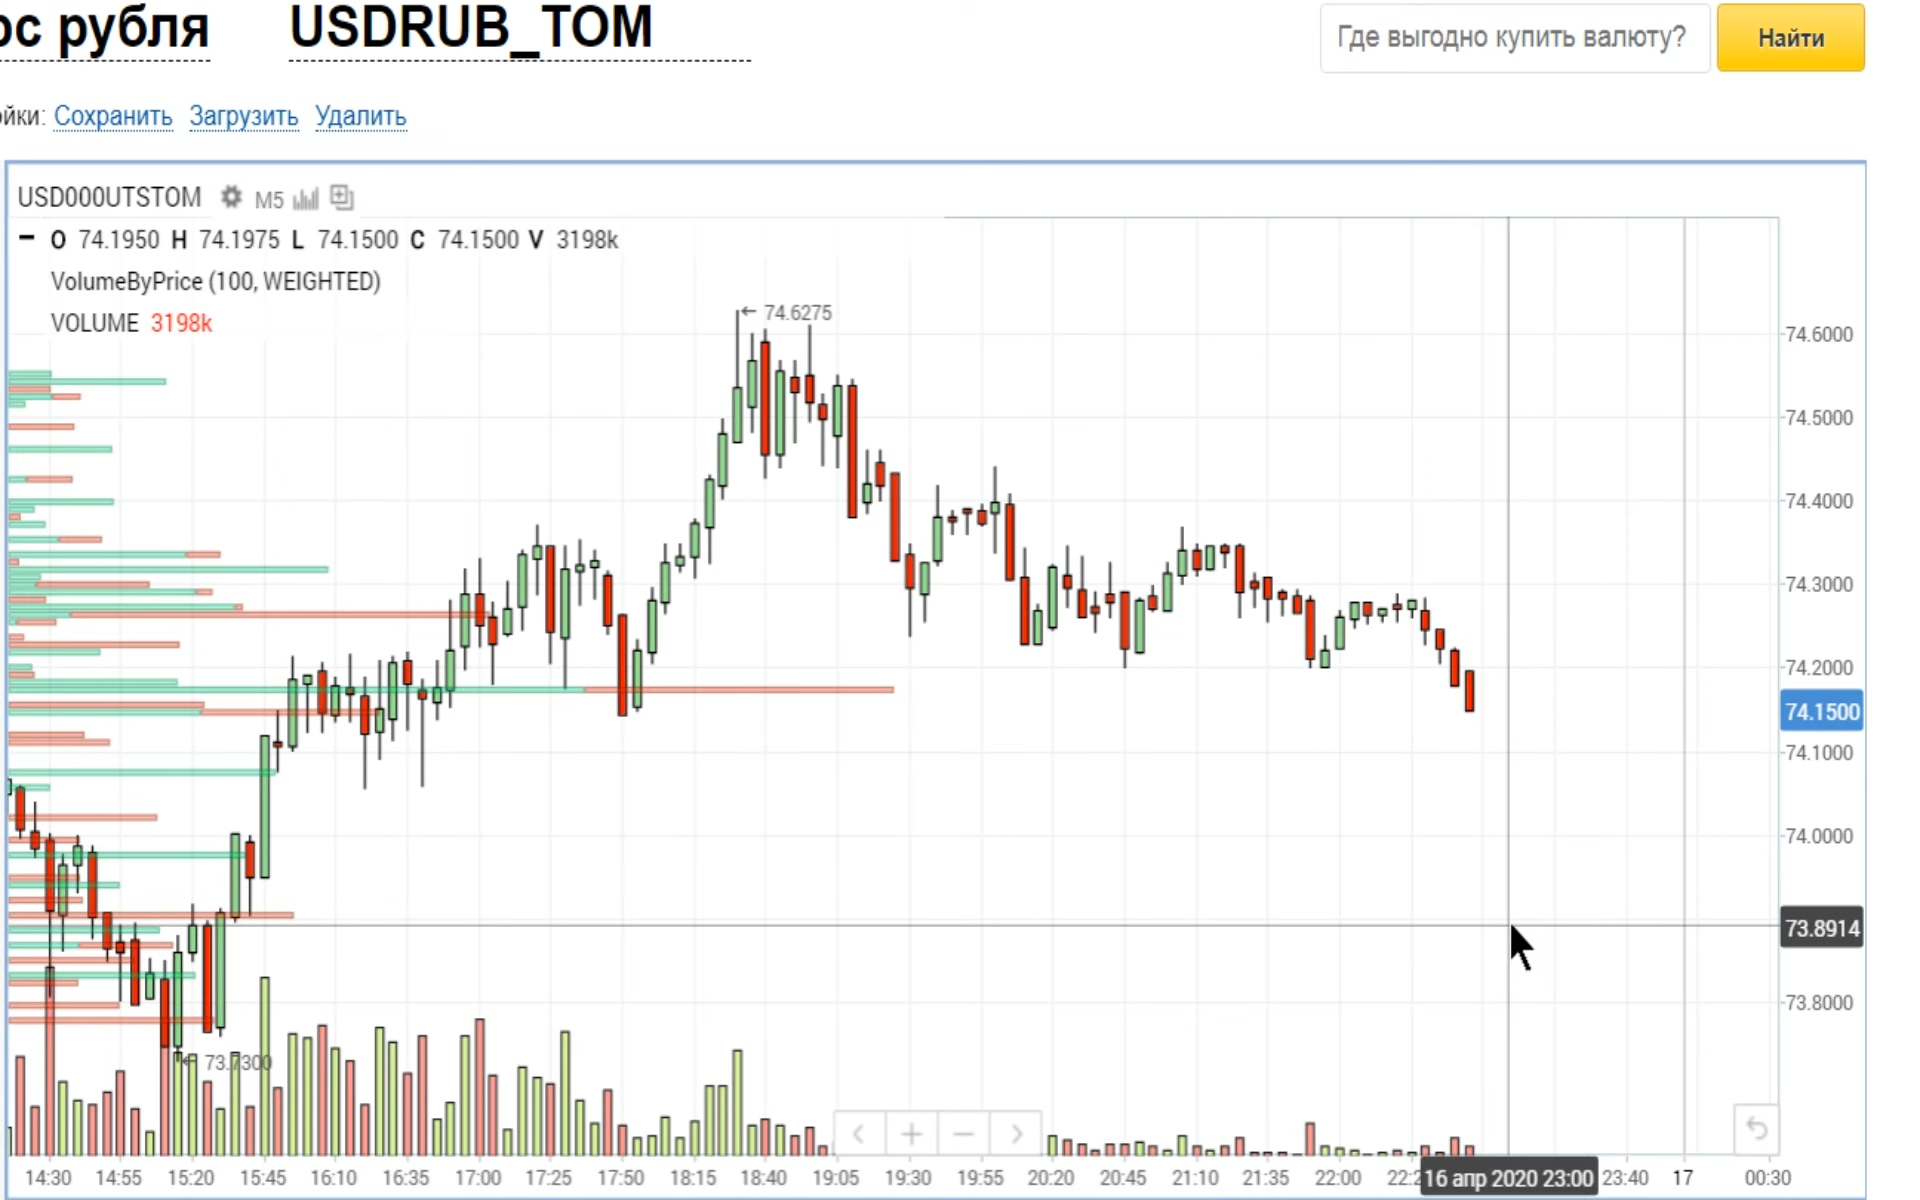 рс рубля USDRUB_TOM
Где выгодно купить валюту? Найти
ойки: Сохранить Загрузить Удалить
USD000UTSTOM M5
O 74.1950 H 74.1975 L 74.1500 C 74.1500 V 3198k
VolumeByPrice (100, WEIGHTED)
VOLUME 3198k
74.6275
74.6000
74.5000
74.4000
74.3000
74.2000
74.1500
74.1000
74.0000
73.8914
73.8000
73.7300
14:30 14:55 15:20 15:45 16:10 16:35 17:00 17:25 17:50 18:15 18:40 19:05 19:30 19:55 20:20 20:45 21:10 21:35 22:00 22:2 16 апр 2020 23:00 23:40 17 00:30